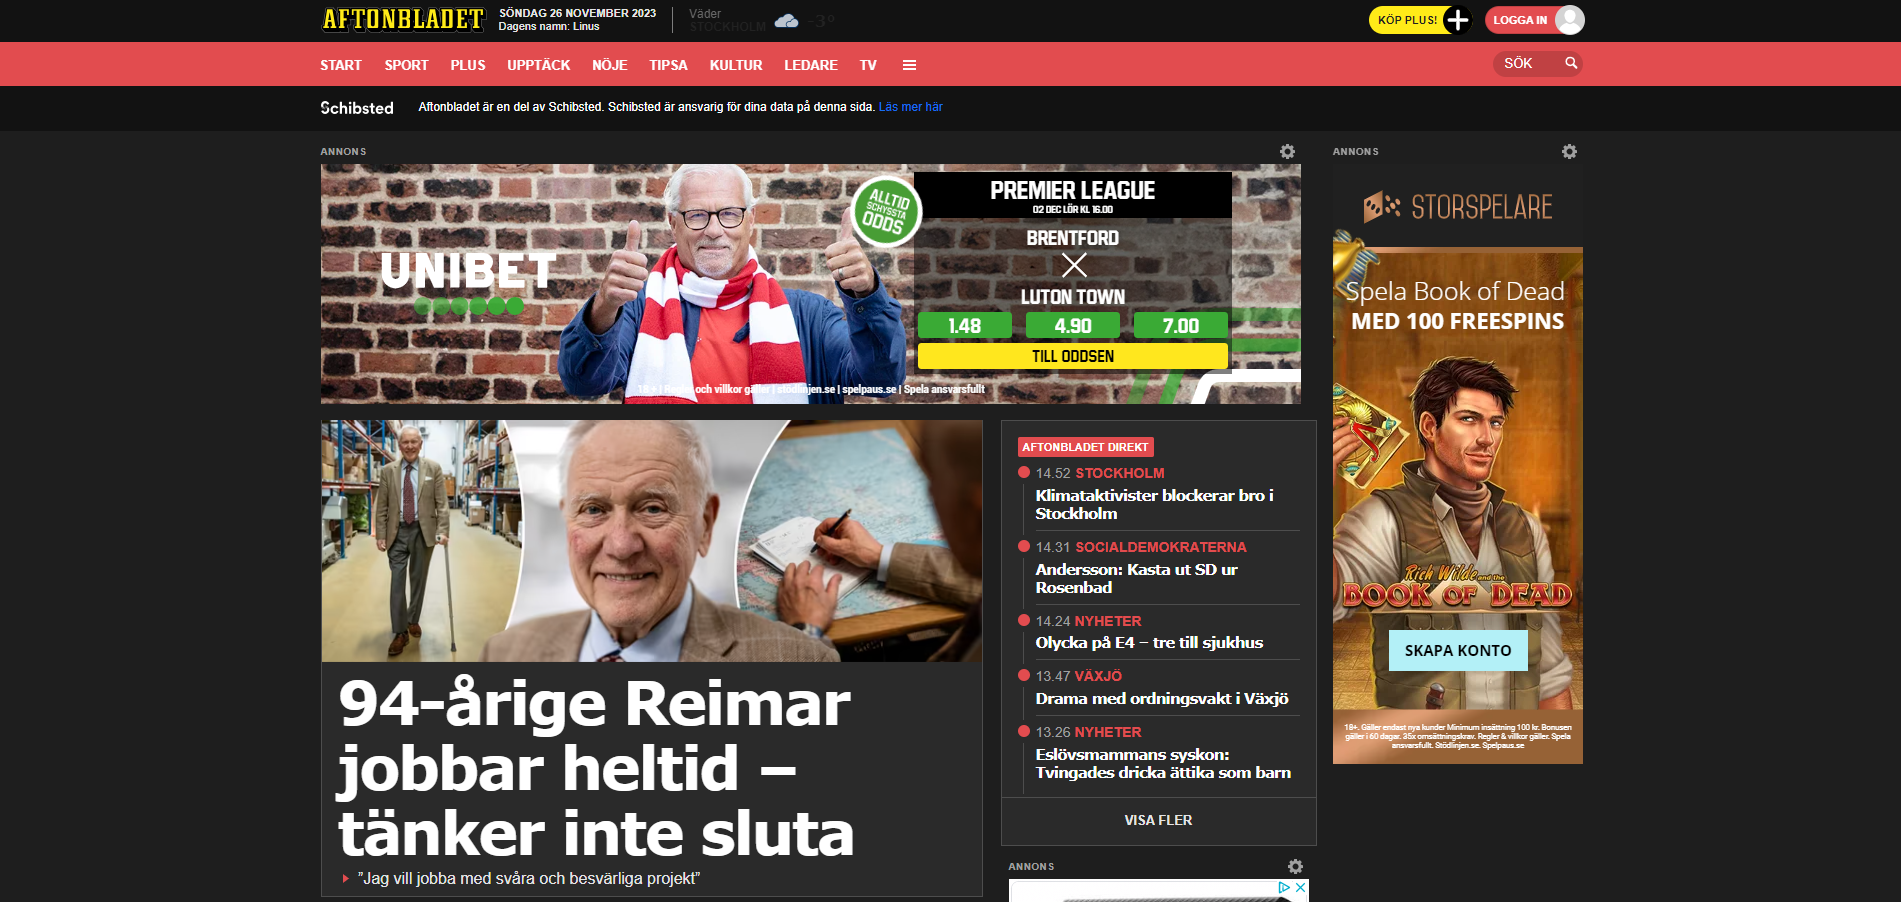 AFTONBLADET
SÖNDAG 26 NOVEMBER 2023
Dagens namn: Linus
Väder
STOCKHOLM
-3°
KÖP PLUS!
LOGGA IN
START SPORT PLUS UPPTÄCK NÖJE TIPSA KULTUR LEDARE TV
SÖK
Schibsted
Aftonbladet är en del av Schibsted. Schibsted är ansvarig för dina data på denna sida. Läs mer här
ANNONS
UNIBET
ALLTID
SCHYSSTA
ODDS
PREMIER LEAGUE
02 DEC LÖR KL 16.00
BRENTFORD
LUTON TOWN
1.48 4.90 7.00
TILL ODDSEN
18+ | Regler och villkor gäller | stödlinjen.se | spelpaus.se | Spela ansvarsfullt
94-årige Reimar
jobbar heltid –
tänker inte sluta
”Jag vill jobba med svåra och besvärliga projekt”
AFTONBLADET DIREKT
14.52 STOCKHOLM
Klimataktivister blockerar bro i
Stockholm
14.31 SOCIALDEMOKRATERNA
Andersson: Kasta ut SD ur
Rosenbad
14.24 NYHETER
Olycka på E4 – tre till sjukhus
13.47 VÄXJÖ
Drama med ordningsvakt i Växjö
13.26 NYHETER
Eslövsmammans syskon:
Tvingades dricka ättika som barn
VISA FLER
ANNONS
ANNONS
STORSPELARE
Spela Book of Dead
MED 100 FREESPINS
Rich Wilde and the
BOOK OF DEAD
SKAPA KONTO
18+. Gäller endast nya kunder Minimum insättning 100 kr. Bonusen
gäller i 60 dagar. 35x omsättningskrav. Regler & villkor gäller. Spela
ansvarsfullt. Stödlinjen.se. Spelpaus.se